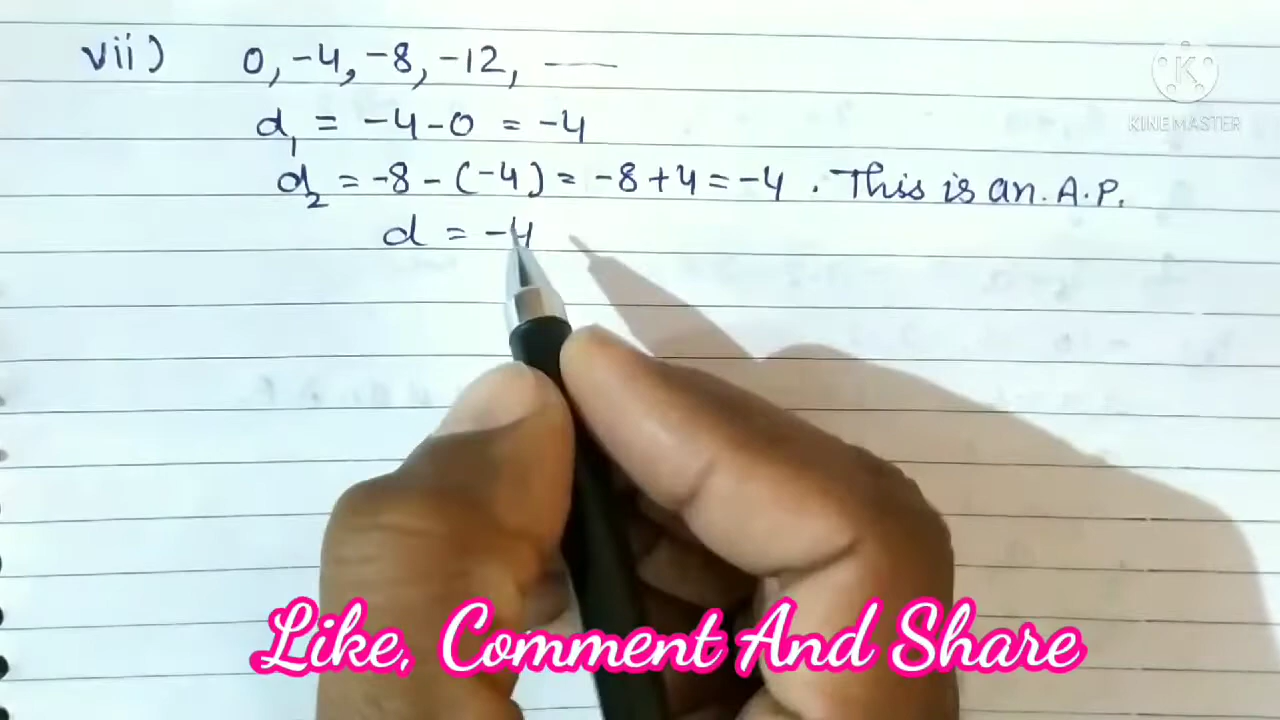 vii) 0, -4, -8, -12, ——
d₁ = -4-0 = -4
d₂ = -8 - (-4) = -8+4 = -4 . This is an. A.P.
d = -4
K
KINEMASTER
Like, Comment And Share